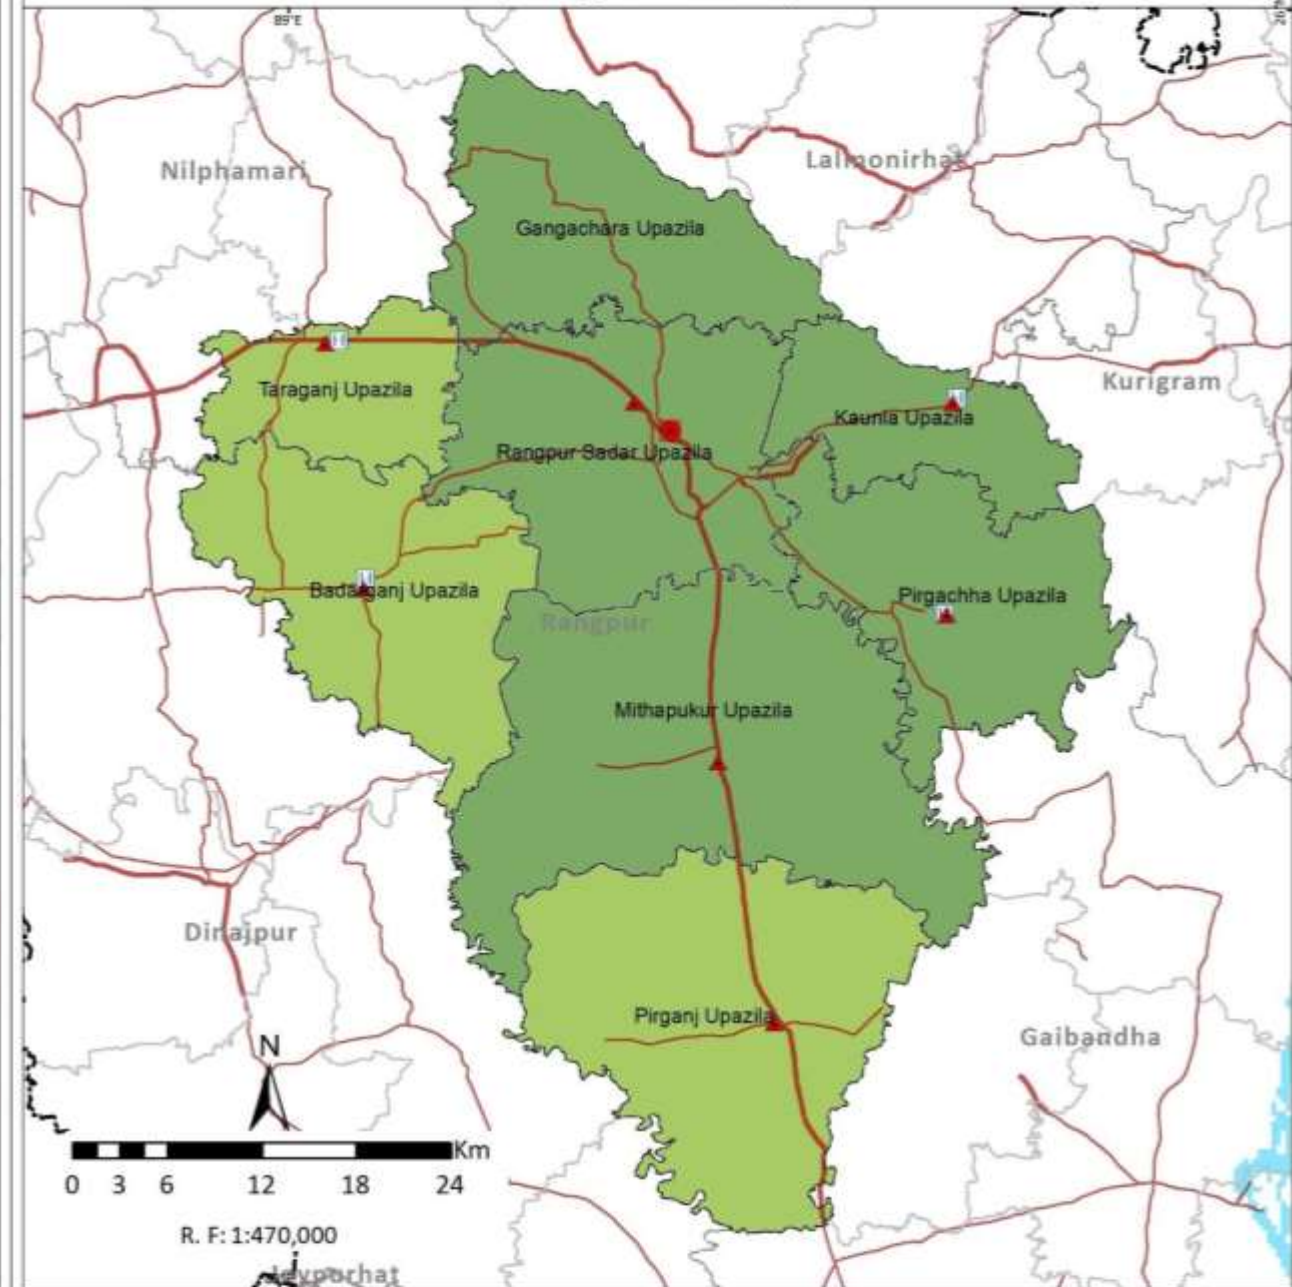 89°E
Nilphamari
Lalmonirhat
Gangachara Upazila
Taraganj Upazila
Kurigram
Kaunia Upazila
Rangpur Sadar Upazila
Badarganj Upazila
Pirgachha Upazila
Rangpur
Mithapukur Upazila
Dinajpur
Pirganj Upazila
Gaibandha
N
Km
0 3 6 12 18 24
R. F: 1:470,000
Joypurhat